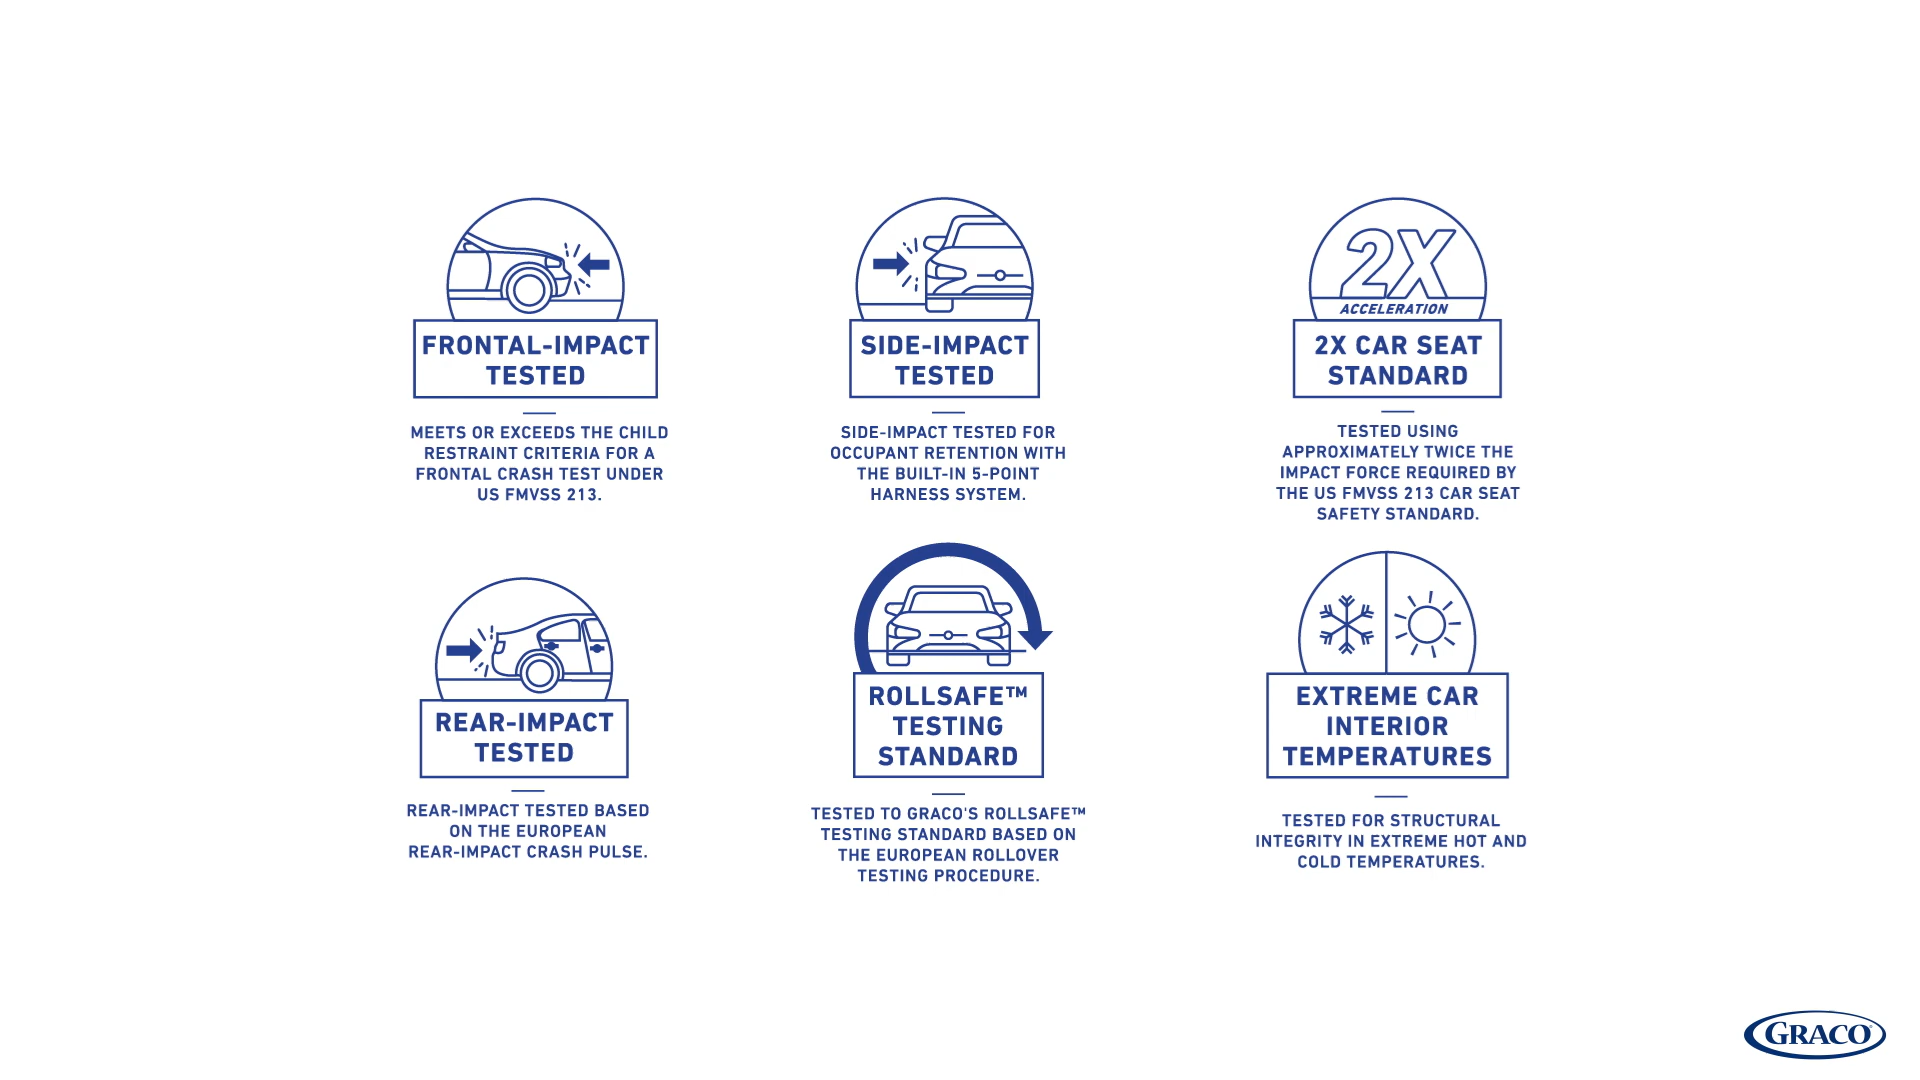 FRONTAL-IMPACT
TESTED
MEETS OR EXCEEDS THE CHILD
RESTRAINT CRITERIA FOR A
FRONTAL CRASH TEST UNDER
US FMVSS 213.
SIDE-IMPACT
TESTED
SIDE-IMPACT TESTED FOR
OCCUPANT RETENTION WITH
THE BUILT-IN 5-POINT
HARNESS SYSTEM.
2X
ACCELERATION
2X CAR SEAT
STANDARD
TESTED USING
APPROXIMATELY TWICE THE
IMPACT FORCE REQUIRED BY
THE US FMVSS 213 CAR SEAT
SAFETY STANDARD.
REAR-IMPACT
TESTED
REAR-IMPACT TESTED BASED
ON THE EUROPEAN
REAR-IMPACT CRASH PULSE.
ROLLSAFE™
TESTING
STANDARD
TESTED TO GRACO'S ROLLSAFE™
TESTING STANDARD BASED ON
THE EUROPEAN ROLLOVER
TESTING PROCEDURE.
EXTREME CAR
INTERIOR
TEMPERATURES
TESTED FOR STRUCTURAL
INTEGRITY IN EXTREME HOT AND
COLD TEMPERATURES.
GRACO®